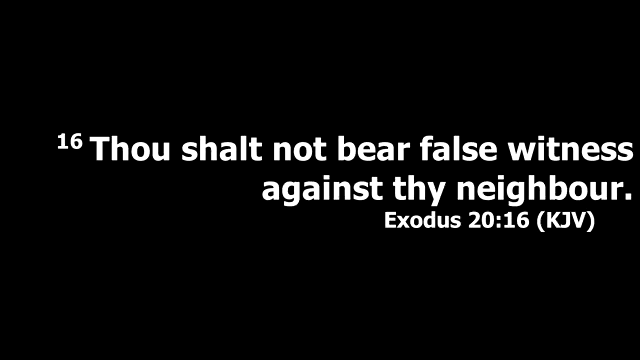 16 Thou shalt not bear false witness
against thy neighbour.
Exodus 20:16 (KJV)